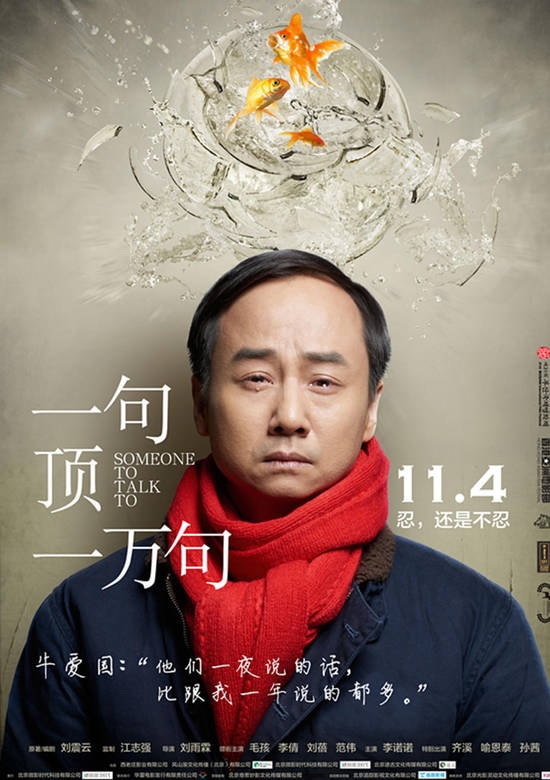 一句
顶
SOMEONE
TO
TALK
TO
一万句
11.4
忍，还是不忍
牛爱国：“他们一夜说的话，
比跟我一年说的都多。”
原著/编剧 刘震云 监制 江志强 导演 刘雨霖 领衔主演 毛孩 李倩 刘蓓 范伟 主演 李诺诺 特别出演 齐溪 喻恩泰 孙茜